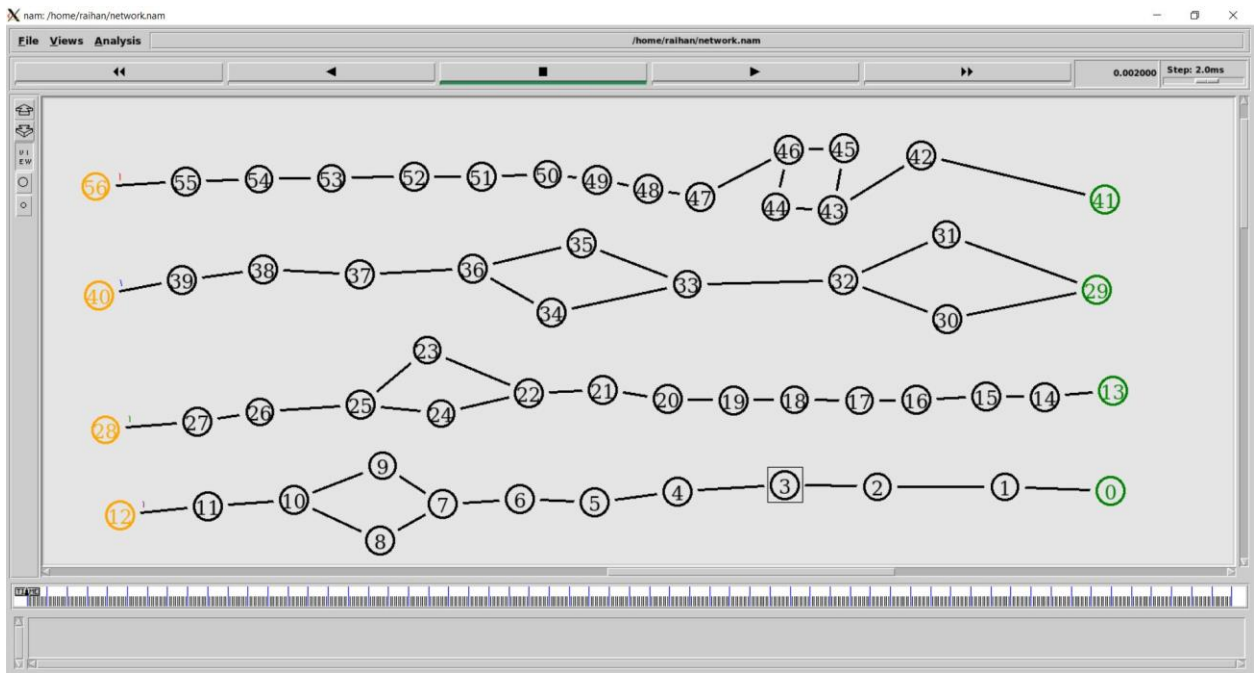 nam: /home/raihan/network.nam
File Views Analysis /home/raihan/network.nam
0.002000 Step: 2.0ms
VI
EW
46 45 42
56 55 54 53 52 51 50 49 48 47 44 43 41
35 31
40 39 38 37 36 33 32 29
34 30
23
28 27 26 25 24 22 21 20 19 18 17 16 15 14 13
9
12 11 10 7 6 5 4 3 2 1 0
8
TIME